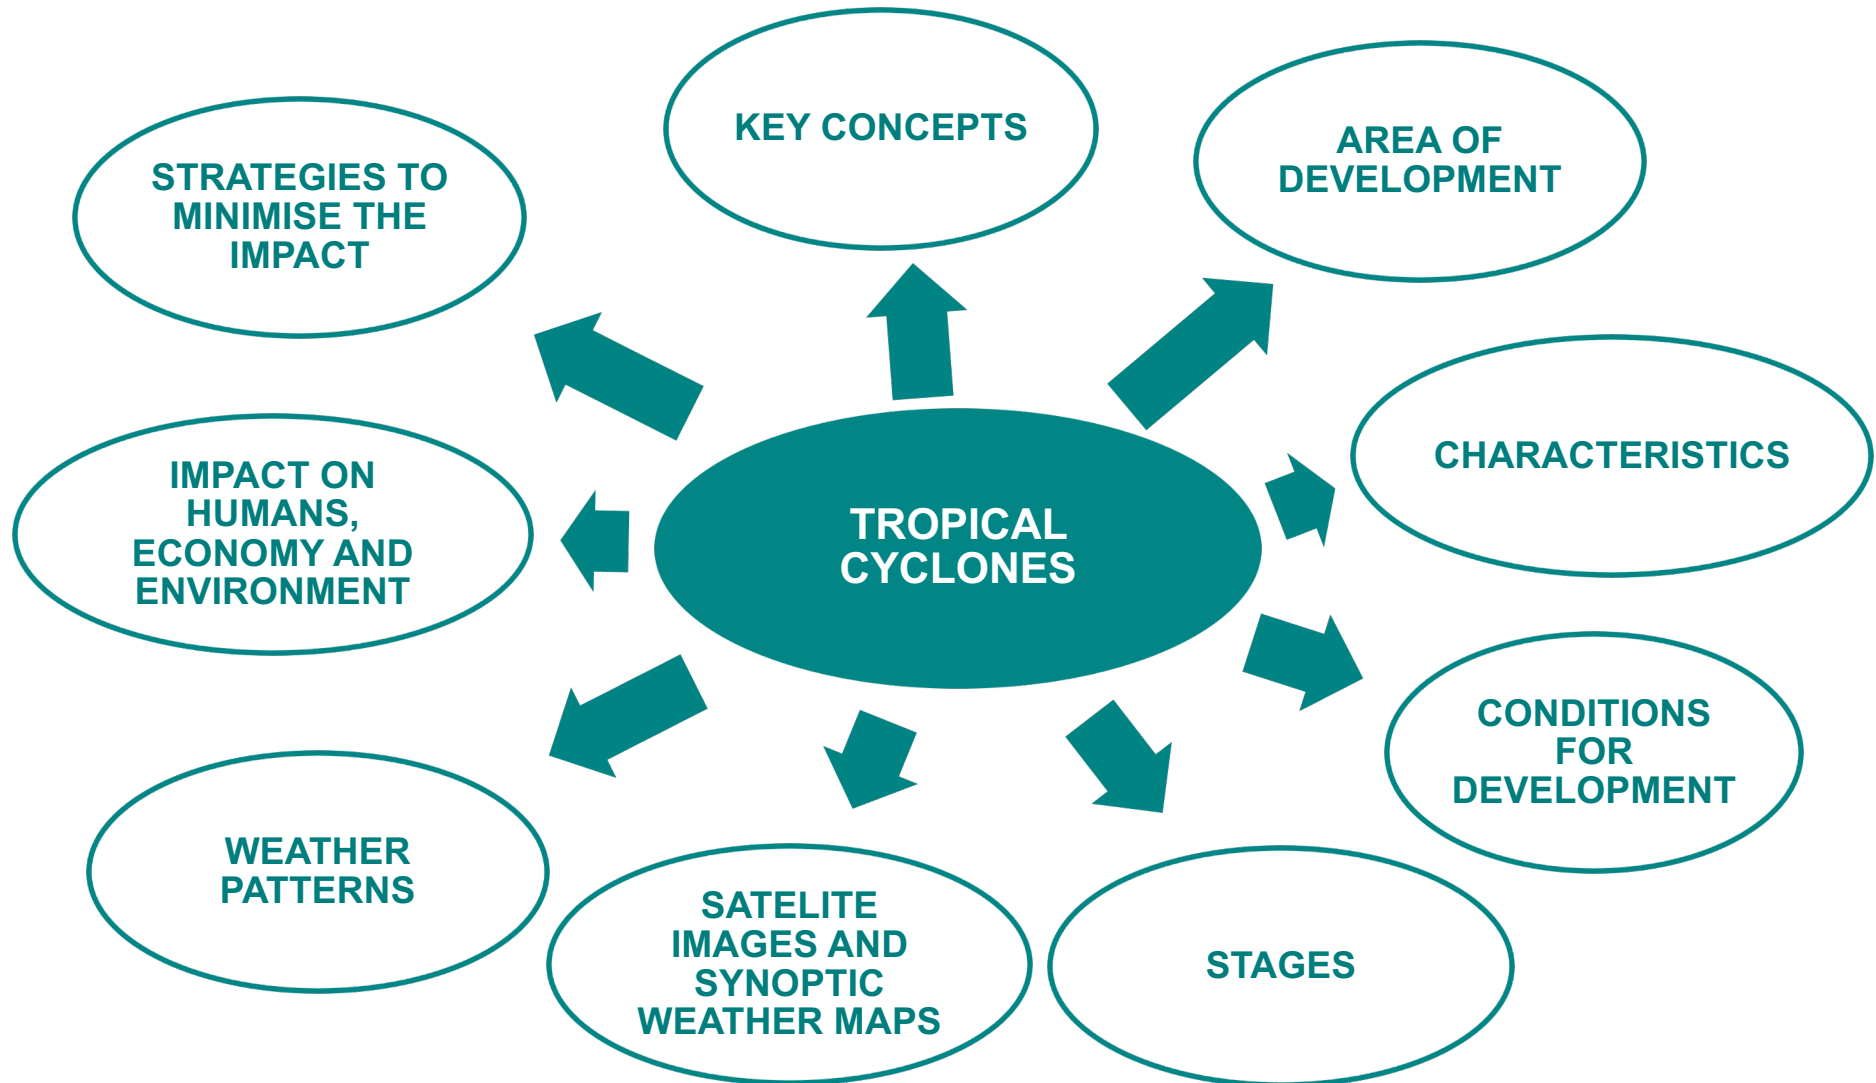 KEY CONCEPTS
AREA OF
DEVELOPMENT
STRATEGIES TO
MINIMISE THE
IMPACT
CHARACTERISTICS
IMPACT ON
HUMANS,
ECONOMY AND
ENVIRONMENT
TROPICAL
CYCLONES
CONDITIONS
FOR
DEVELOPMENT
WEATHER
PATTERNS
SATELITE
IMAGES AND
SYNOPTIC
WEATHER MAPS
STAGES